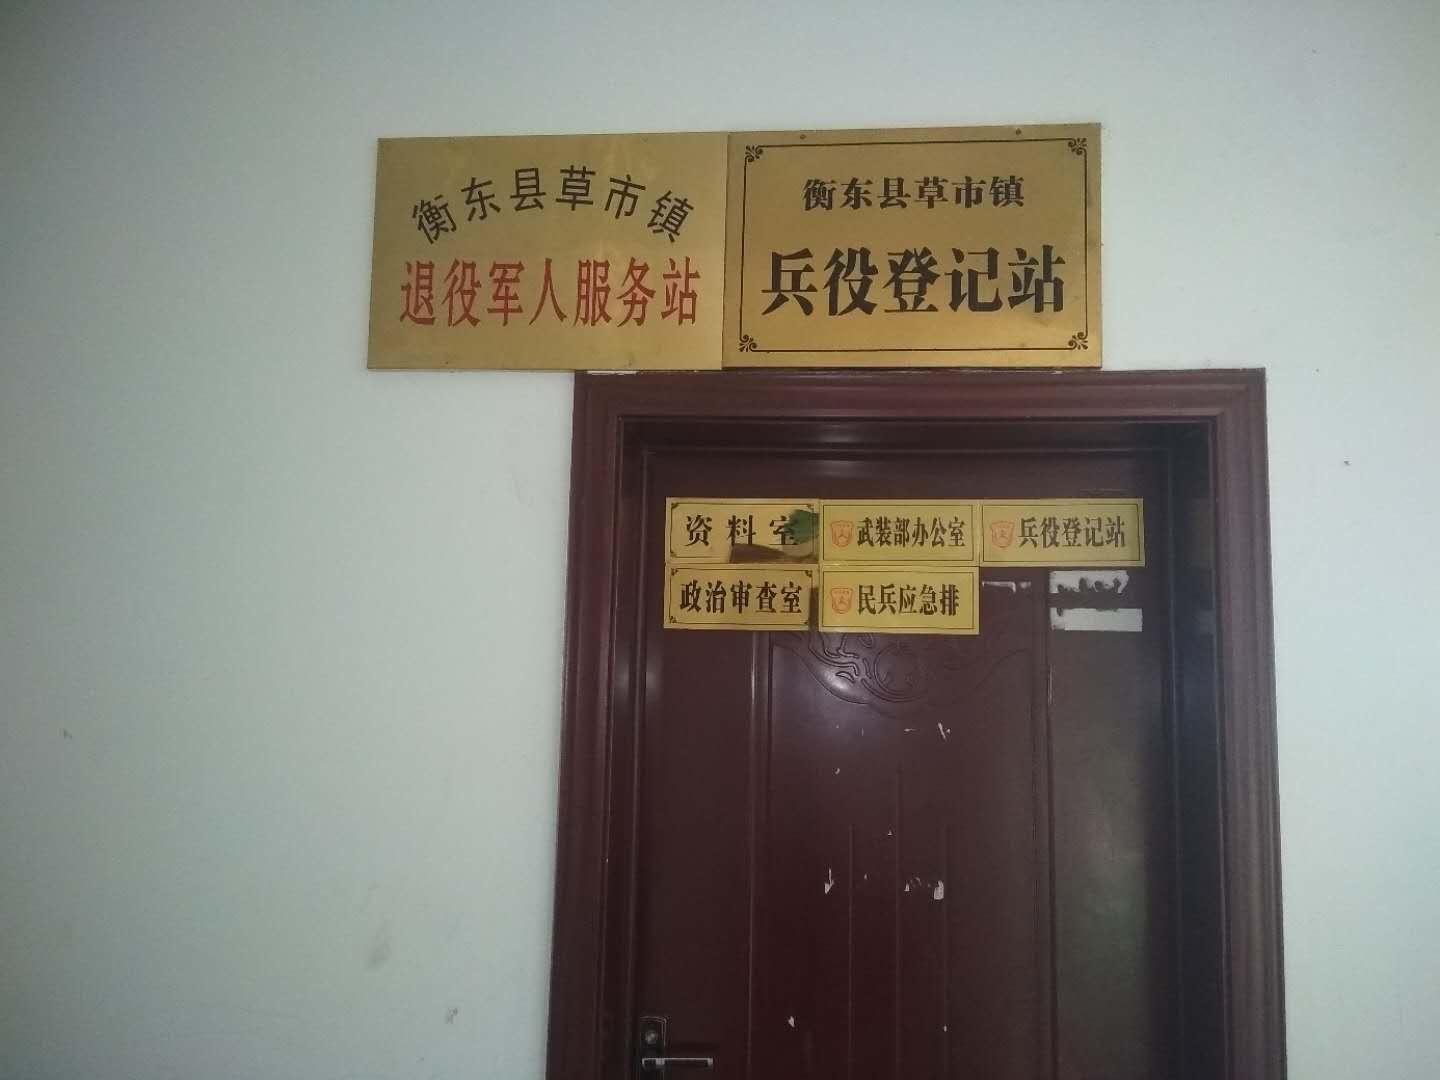 衡东县草市镇
退役军人服务站
衡东县草市镇
兵役登记站
资料室
武装部办公室
兵役登记站
政治审查室
民兵应急排